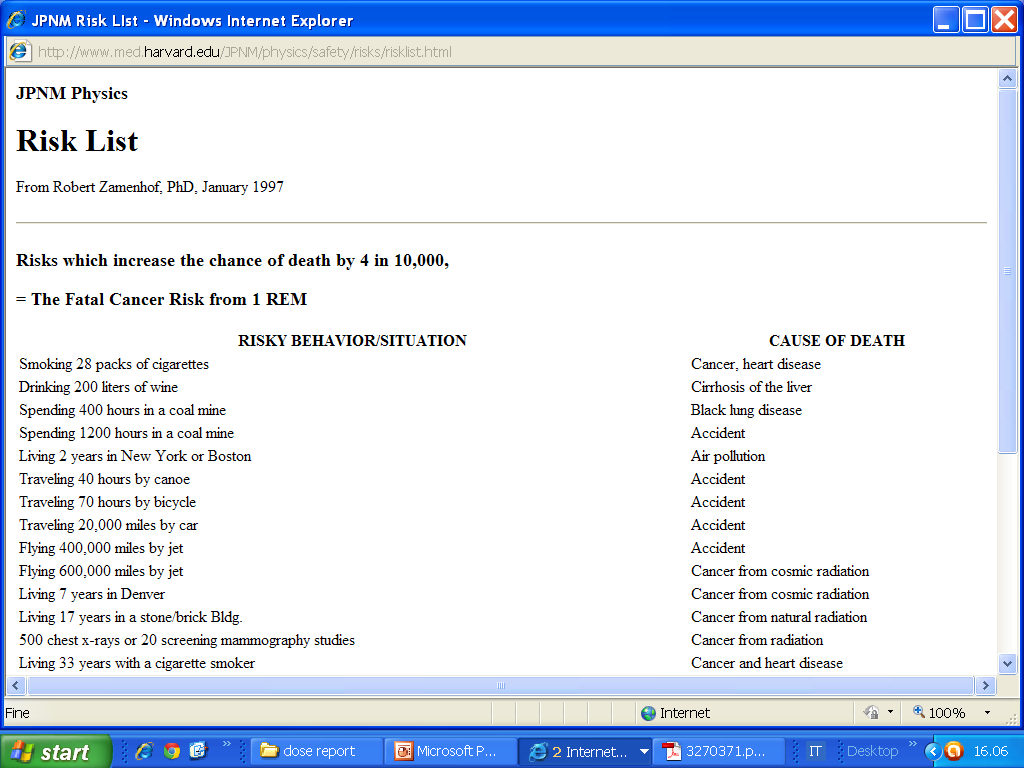 JPNM Risk LIst - Windows Internet Explorer
http://www.med.harvard.edu/JPNM/physics/safety/risks/risklist.html
JPNM Physics
Risk List
From Robert Zamenhof, PhD, January 1997
Risks which increase the chance of death by 4 in 10,000,
= The Fatal Cancer Risk from 1 REM
RISKY BEHAVIOR/SITUATION CAUSE OF DEATH
Smoking 28 packs of cigarettes Cancer, heart disease
Drinking 200 liters of wine Cirrhosis of the liver
Spending 400 hours in a coal mine Black lung disease
Spending 1200 hours in a coal mine Accident
Living 2 years in New York or Boston Air pollution
Traveling 40 hours by canoe Accident
Traveling 70 hours by bicycle Accident
Traveling 20,000 miles by car Accident
Flying 400,000 miles by jet Accident
Flying 600,000 miles by jet Cancer from cosmic radiation
Living 7 years in Denver Cancer from cosmic radiation
Living 17 years in a stone/brick Bldg. Cancer from natural radiation
500 chest x-rays or 20 screening mammography studies Cancer from radiation
Living 33 years with a cigarette smoker Cancer and heart disease
Fine Internet 100%
start dose report Microsoft P... 2 Internet... 3270371.p... IT Desktop 16.06